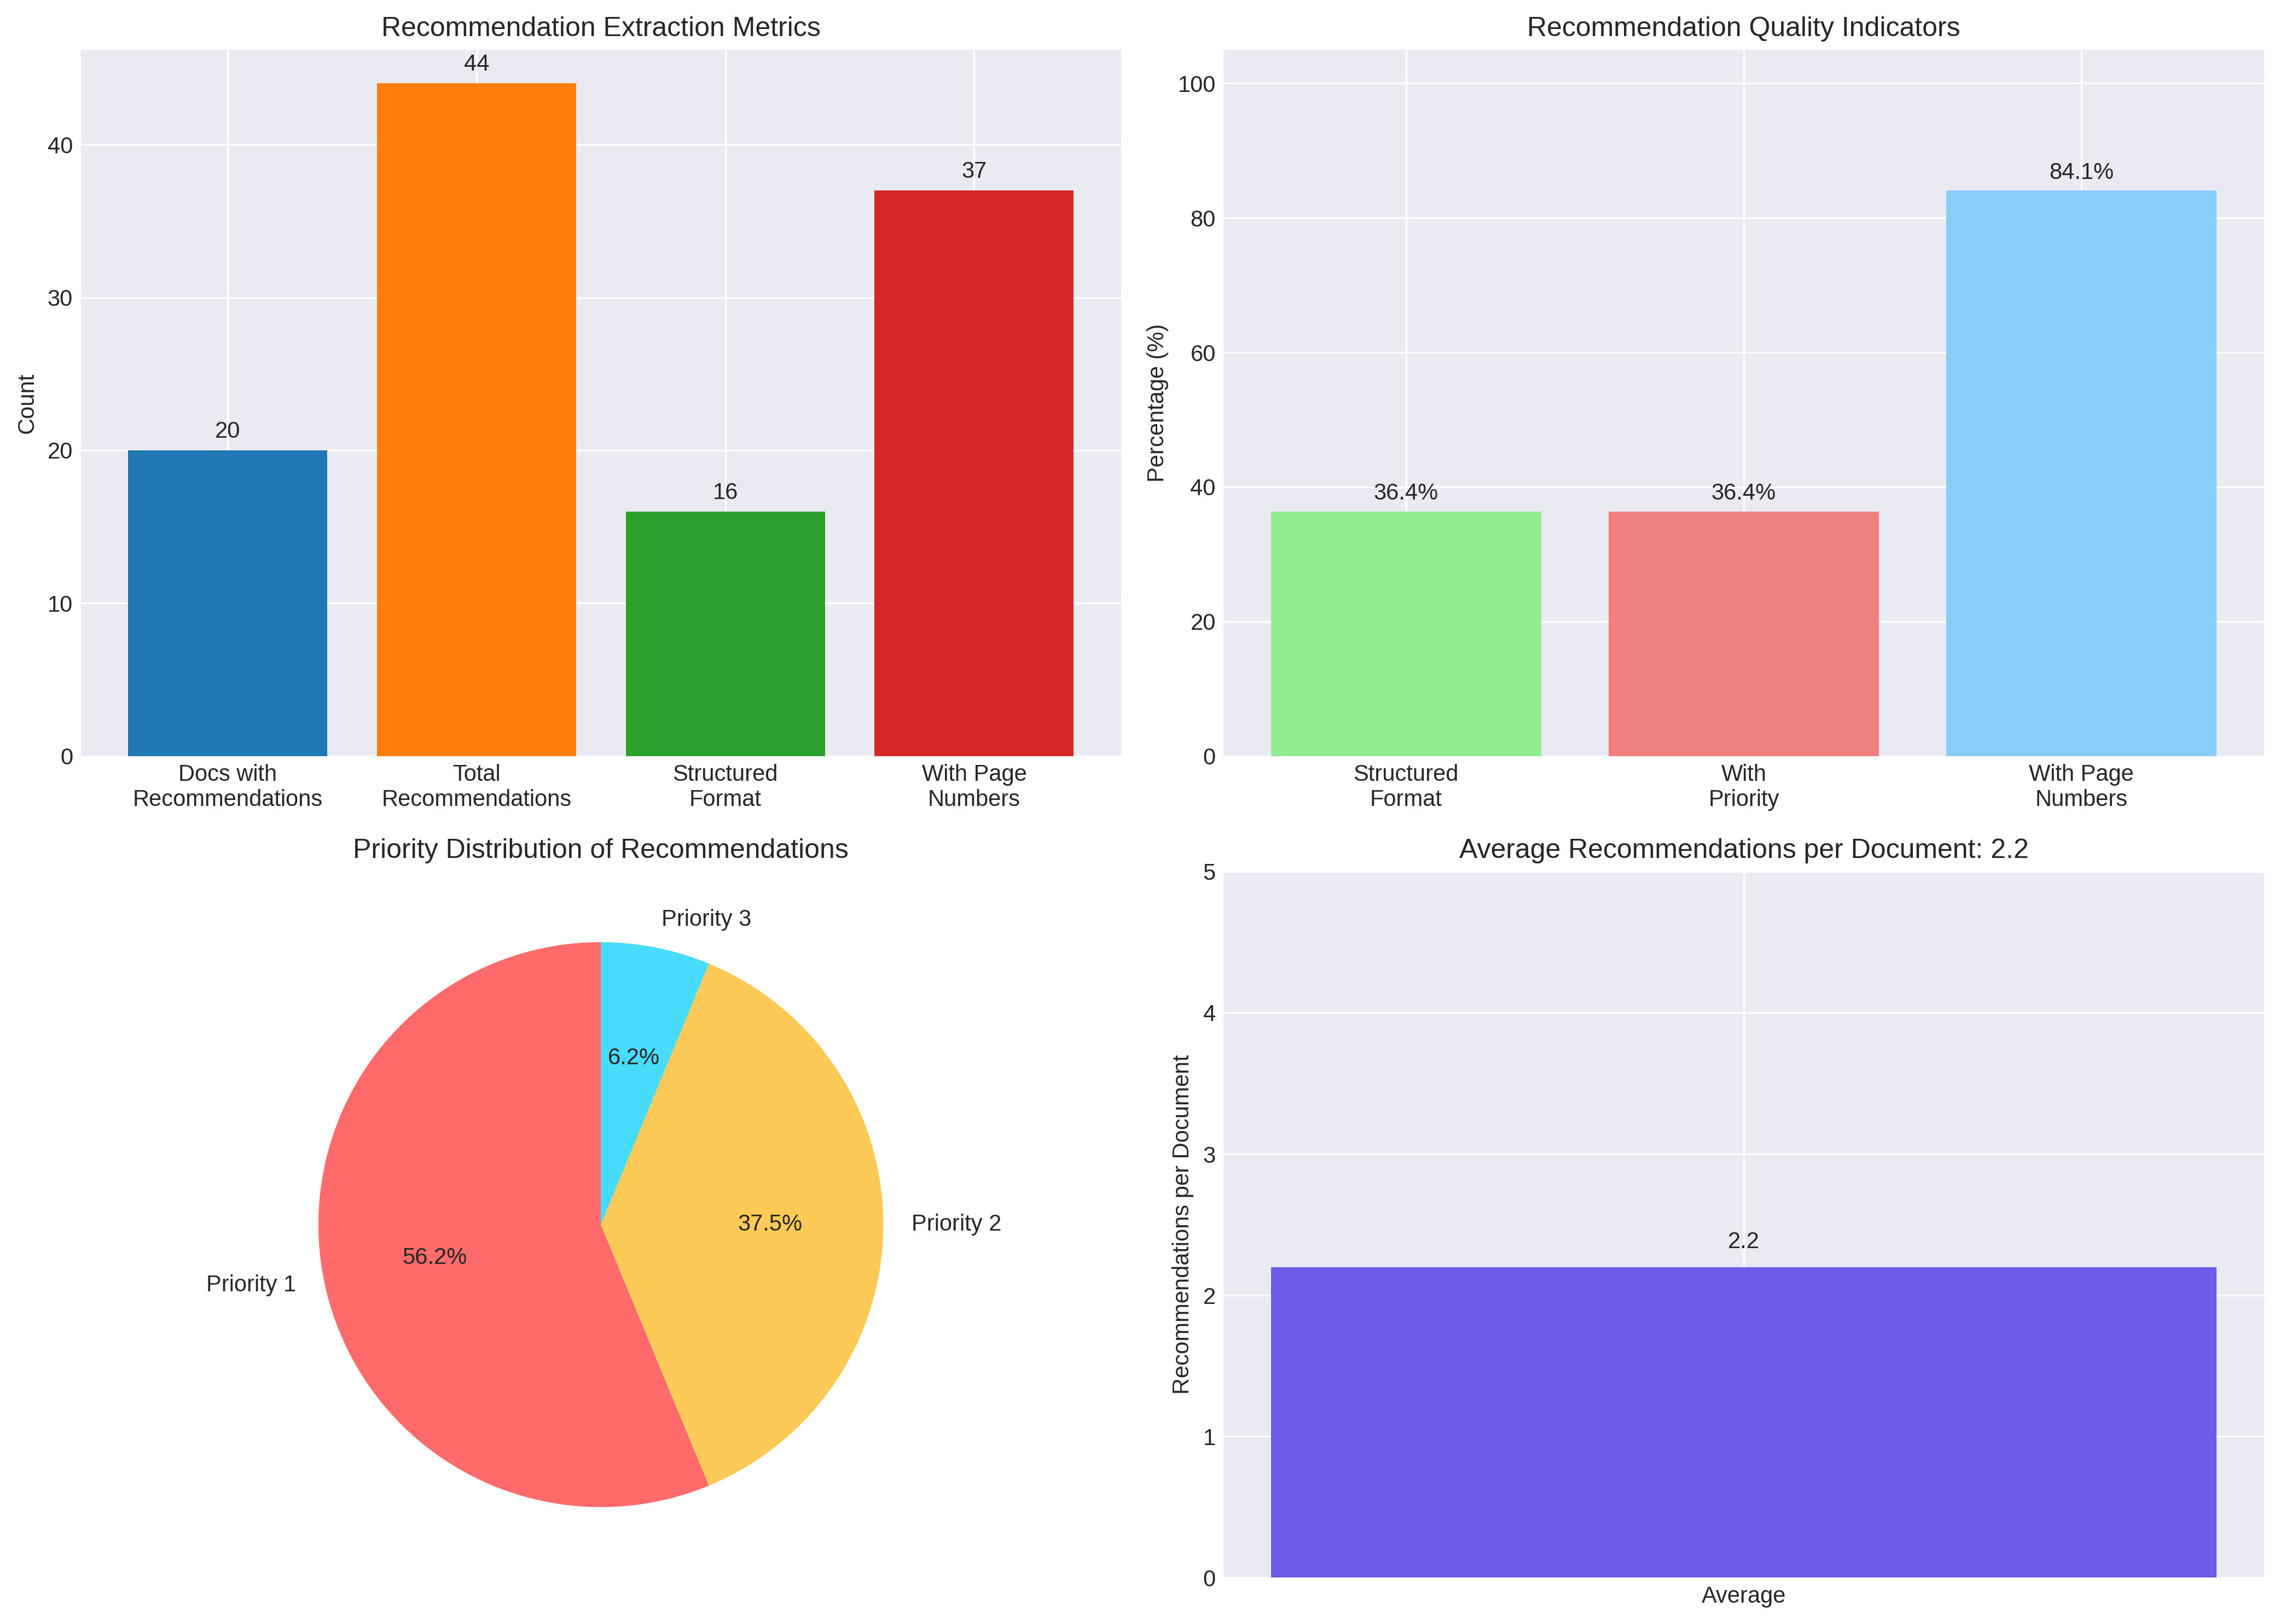 Recommendation Extraction Metrics
44
37
20
16
40
30
20
10
0
Count
Docs with
Recommendations
Total
Recommendations
Structured
Format
With Page
Numbers
Recommendation Quality Indicators
100
80
60
40
20
0
Percentage (%)
36.4%
36.4%
84.1%
Structured
Format
With
Priority
With Page
Numbers
Priority Distribution of Recommendations
Priority 3
6.2%
37.5%
Priority 2
56.2%
Priority 1
Average Recommendations per Document: 2.2
5
4
3
2
1
0
Recommendations per Document
2.2
Average